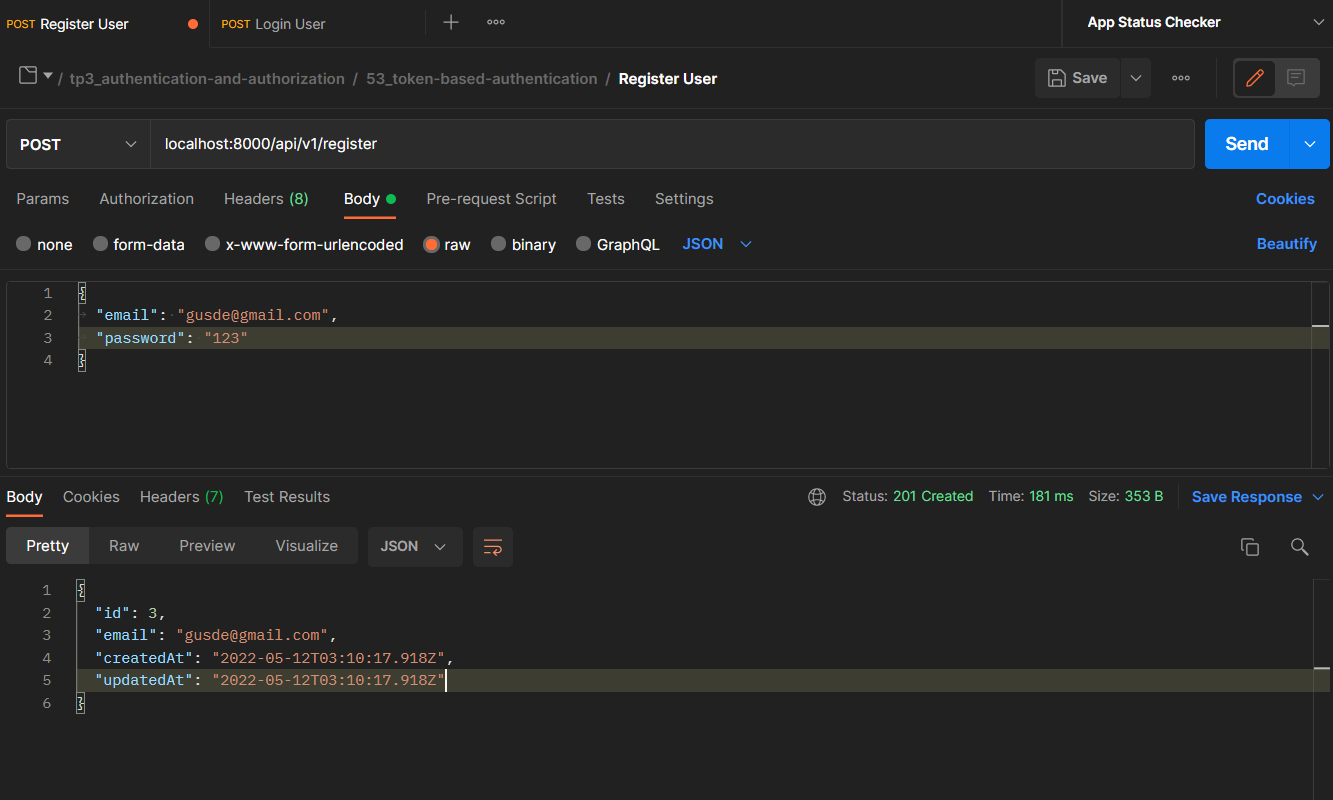 POST Register User POST Login User App Status Checker
/ tp3_authentication-and-authorization / 53_token-based-authentication / Register User Save
POST localhost:8000/api/v1/register Send
Params Authorization Headers (8) Body Pre-request Script Tests Settings Cookies
none form-data x-www-form-urlencoded raw binary GraphQL JSON Beautify
1 {
2 "email": "gusde@gmail.com",
3 "password": "123"
4 }
Body Cookies Headers (7) Test Results Status: 201 Created Time: 181 ms Size: 353 B Save Response
Pretty Raw Preview Visualize JSON
1 {
2 "id": 3,
3 "email": "gusde@gmail.com",
4 "createdAt": "2022-05-12T03:10:17.918Z",
5 "updatedAt": "2022-05-12T03:10:17.918Z"
6 }